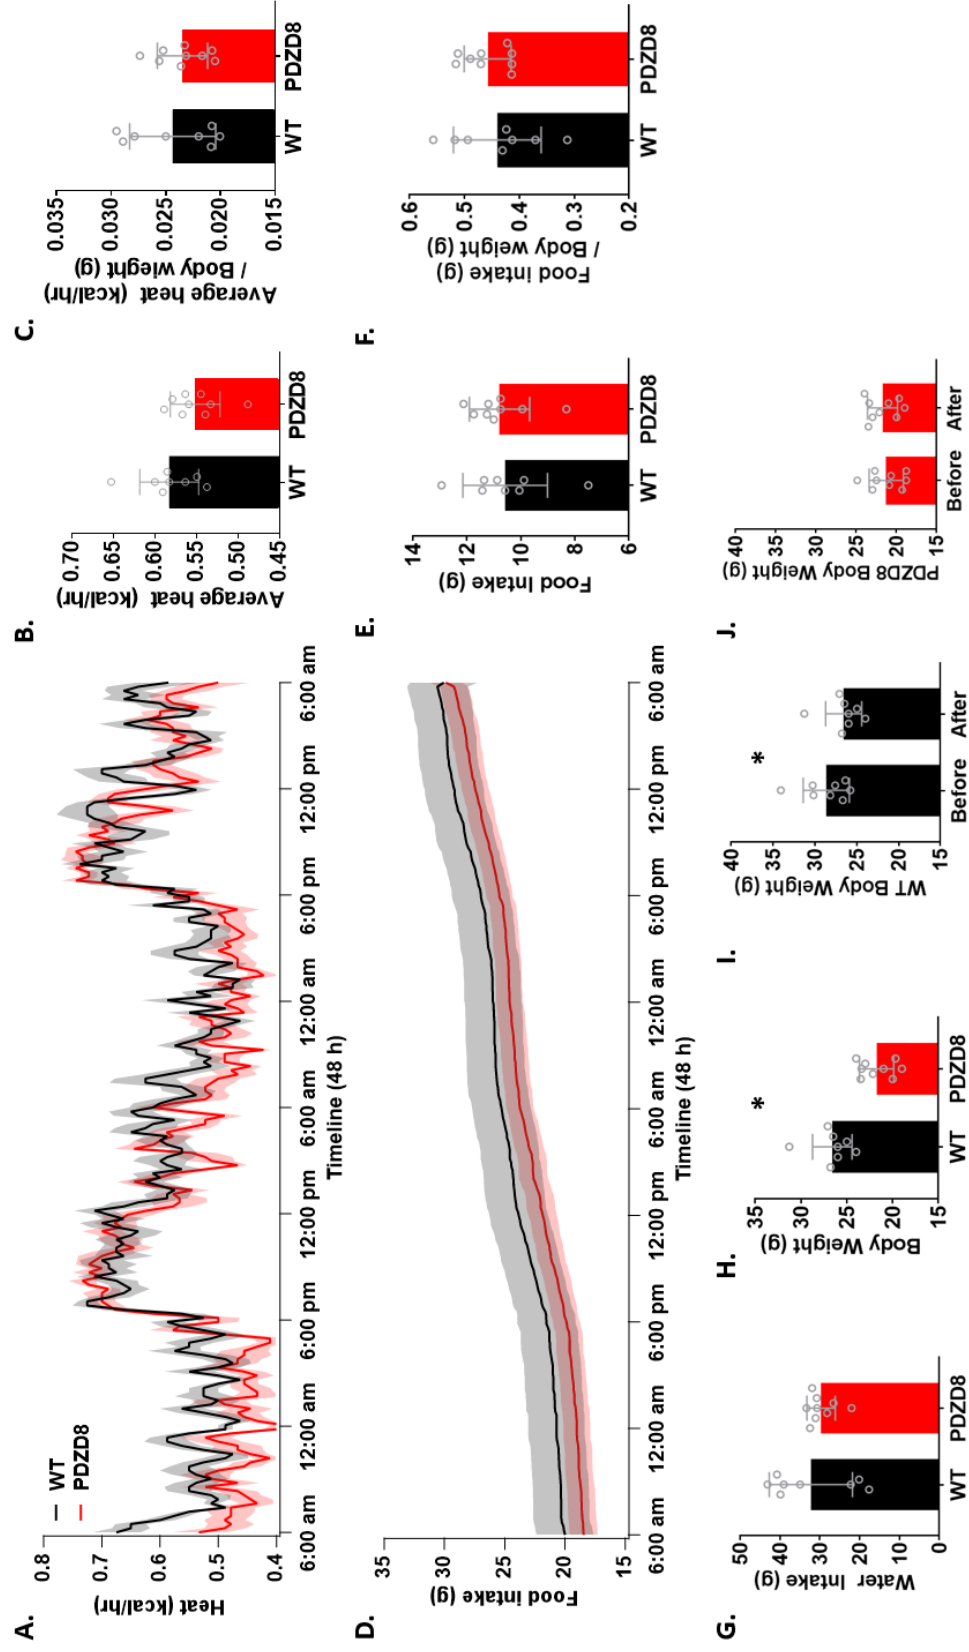 A.
Heat (kcal/hr)
0.8
0.7
0.6
0.5
0.4
WT
PDZD8
6:00 am
12:00 am
6:00 pm
12:00 pm
6:00 am
12:00 am
6:00 pm
12:00 pm
6:00 am
Timeline (48 h)
B.
Average heat (kcal/hr)
0.70
0.65
0.60
0.55
0.50
0.45
WT
PDZD8
C.
Average heat (kcal/hr)
/ Body wieght (g)
0.035
0.030
0.025
0.020
0.015
WT
PDZD8
D.
Food intake (g)
35
30
25
20
15
6:00 am
12:00 am
6:00 pm
12:00 pm
6:00 am
12:00 am
6:00 pm
12:00 pm
6:00 am
Timeline (48 h)
E.
Food Intake (g)
14
12
10
8
6
WT
PDZD8
F.
Food intake (g)
/ Body weight (g)
0.6
0.5
0.4
0.3
0.2
WT
PDZD8
G.
Water Intake (g)
50
40
30
20
10
0
WT
PDZD8
H.
Body Weight (g)
35
30
25
20
15
*
WT
PDZD8
I.
WT Body Weight (g)
40
35
30
25
20
15
*
Before
After
J.
PDZD8 Body Weight (g)
40
35
30
25
20
15
Before
After